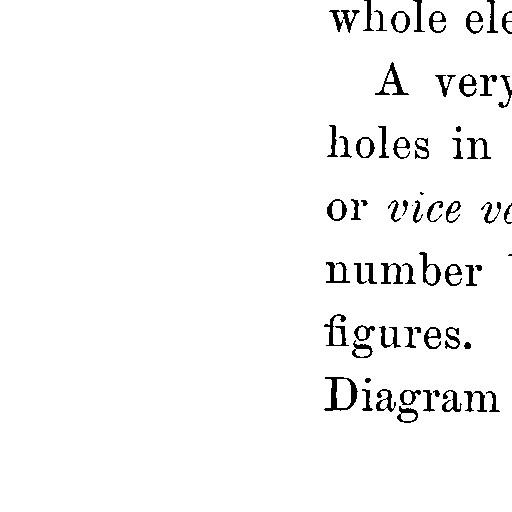 whole ele
A very
holes in
or vice ve
number
figures.
Diagram